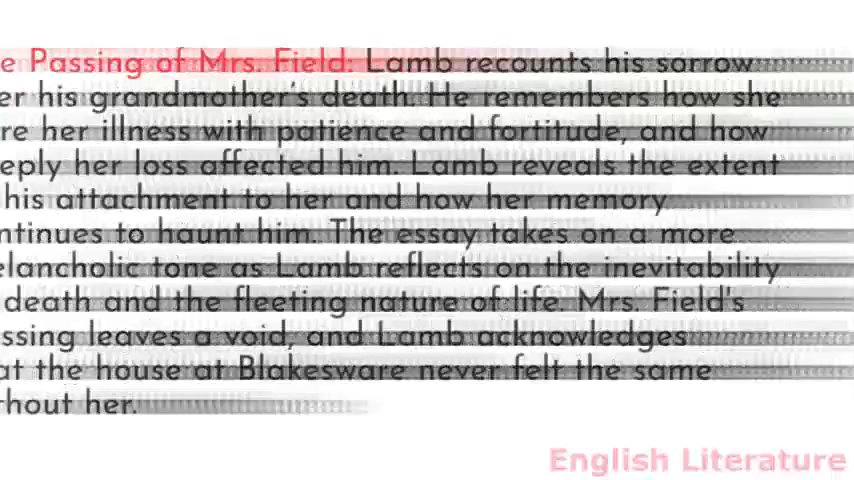 e Passing of Mrs. Field: Lamb recounts his sorrow
er his grandmother's death. He remembers how she
re her illness with patience and fortitude, and how
eply her loss affected him. Lamb reveals the extent
his attachment to her and how her memory
ntinues to haunt him. The essay takes on a more
elancholic tone as Lamb reflects on the inevitability
death and the fleeting nature of life. Mrs. Field's
ssing leaves a void, and Lamb acknowledges
at the house at Blakesware never felt the same
thout her.
English Literature